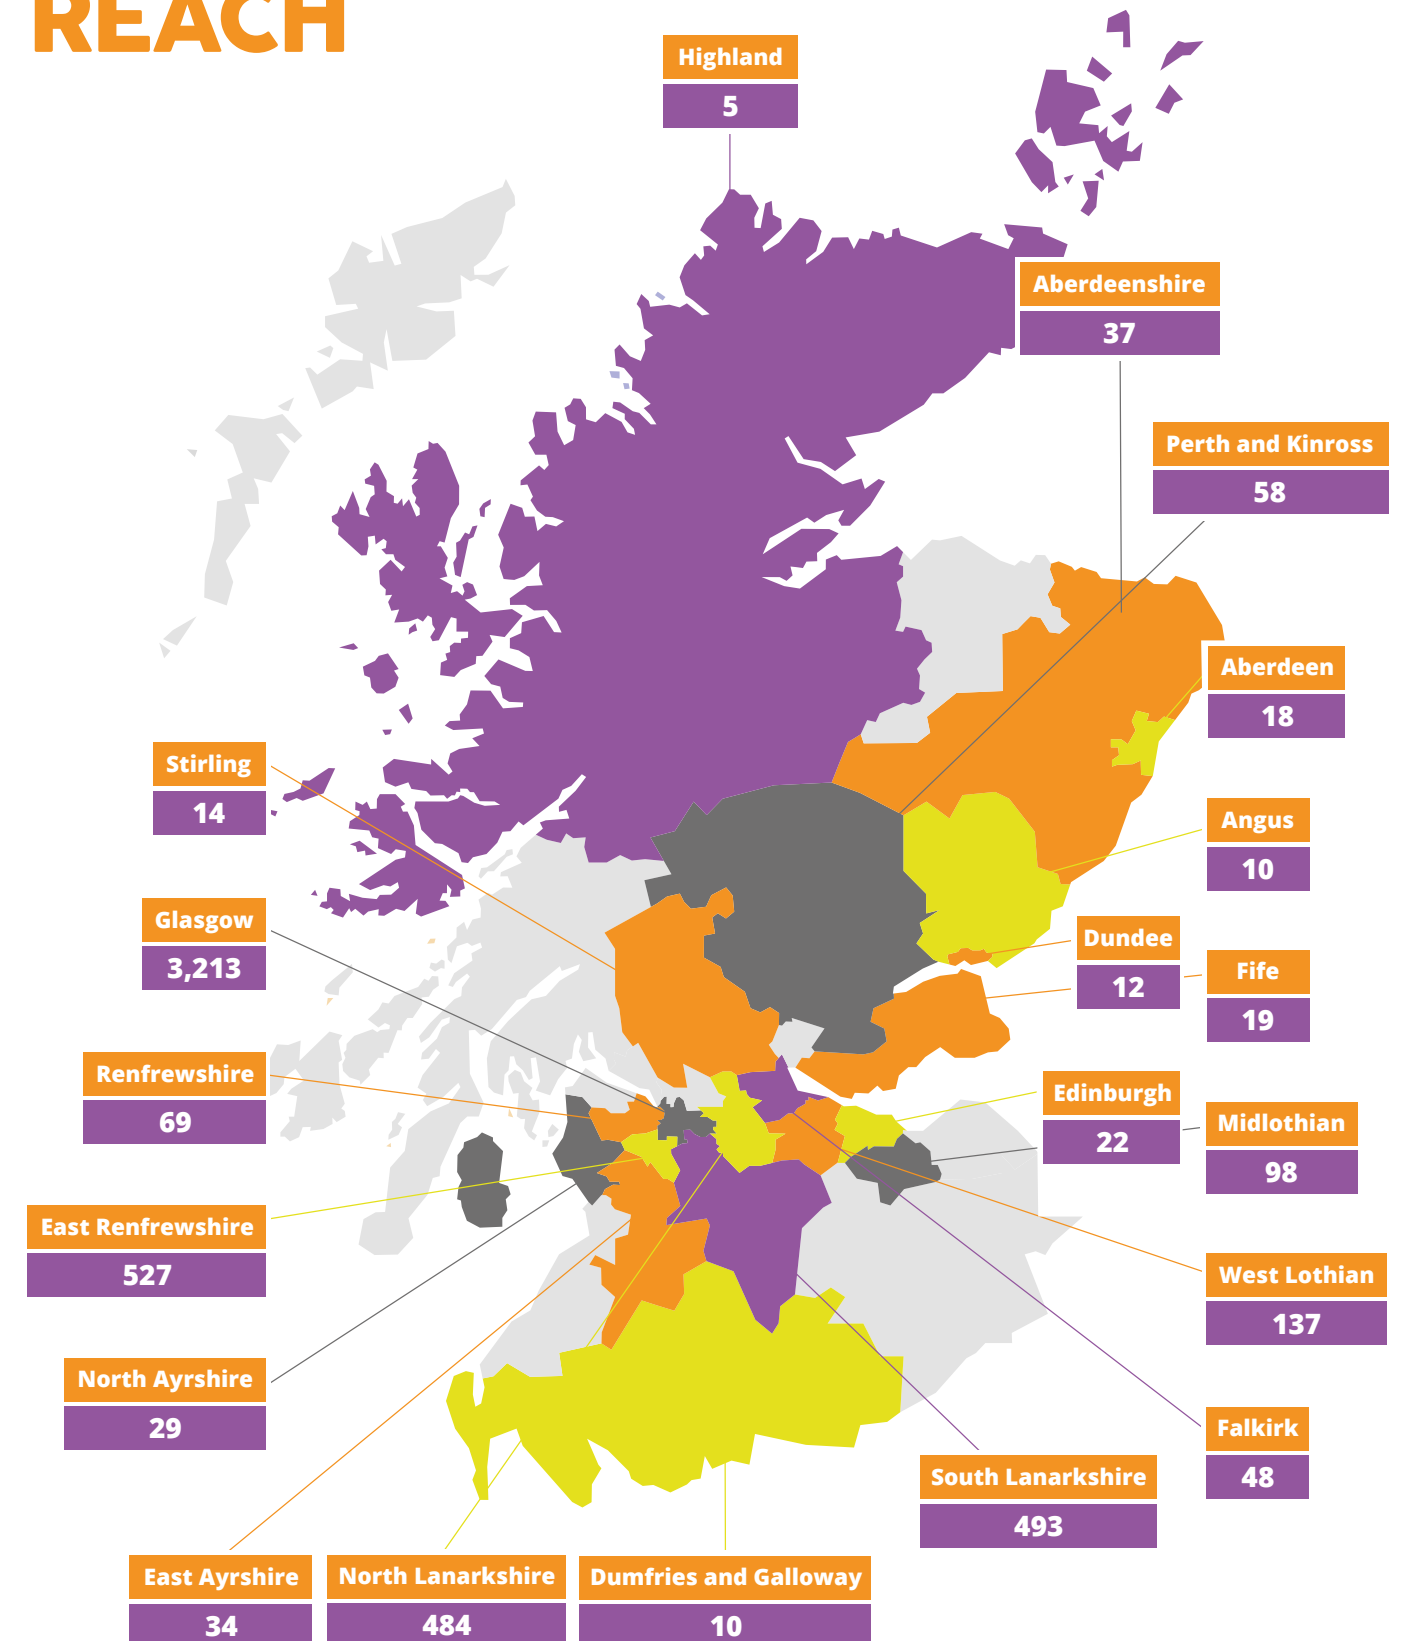 REACH
Highland
5
Aberdeenshire
37
Perth and Kinross
58
Aberdeen
18
Stirling
14
Angus
10
Glasgow
3,213
Dundee
12
Fife
19
Renfrewshire
69
Edinburgh
22
Midlothian
98
East Renfrewshire
527
West Lothian
137
North Ayrshire
29
Falkirk
48
South Lanarkshire
493
East Ayrshire
34
North Lanarkshire
484
Dumfries and Galloway
10